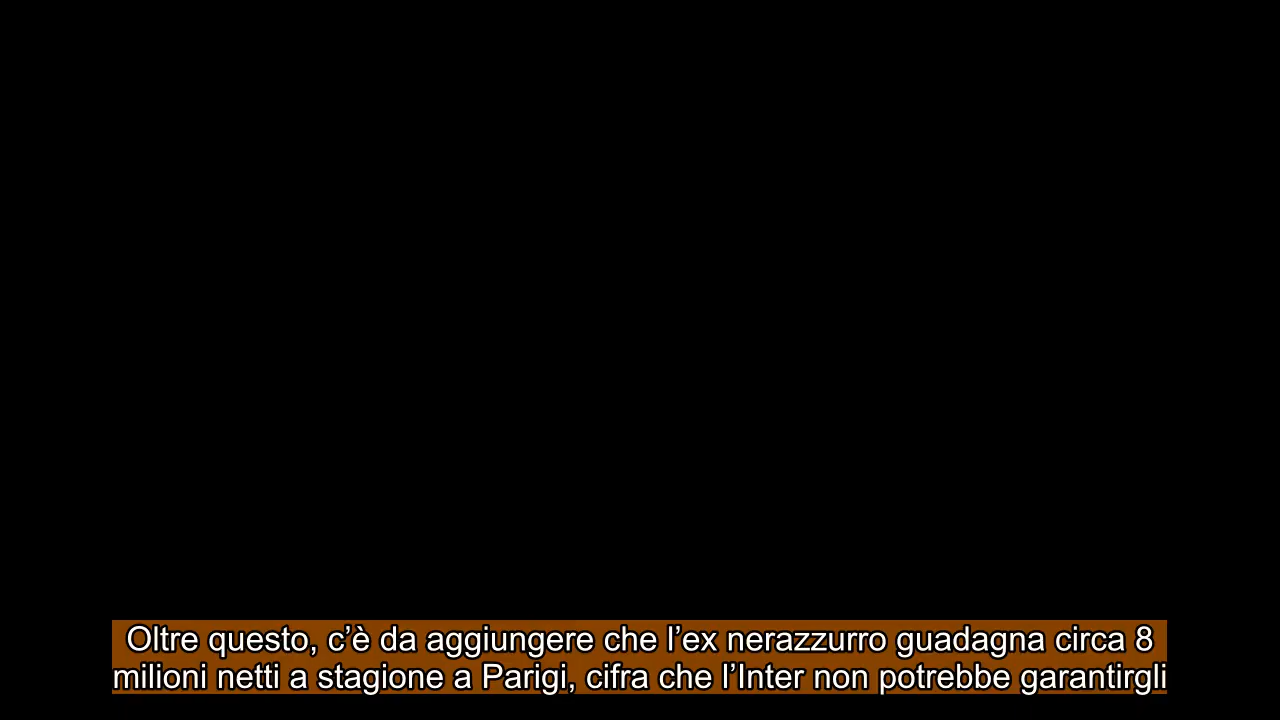 Oltre questo, c’è da aggiungere che l’ex nerazzurro guadagna circa 8
milioni netti a stagione a Parigi, cifra che l’Inter non potrebbe garantirgli